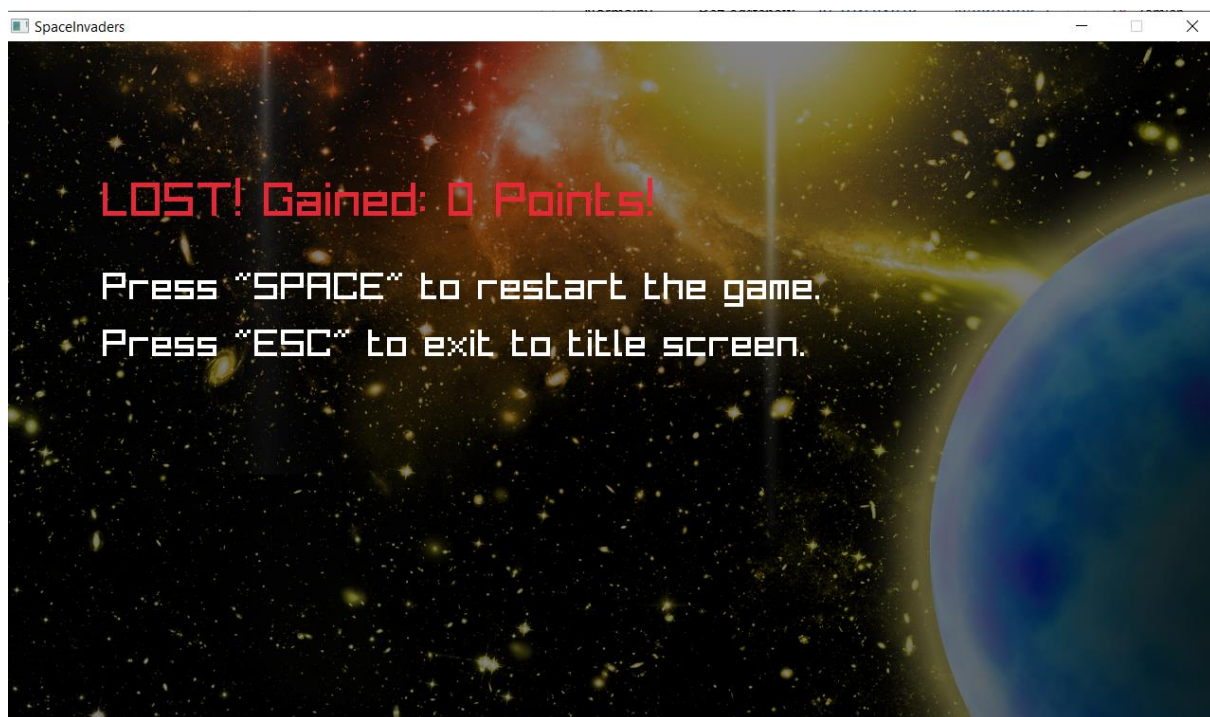 SpaceInvaders
LOST! Gained: 0 Points!
Press "SPACE" to restart the game.
Press "ESC" to exit to title screen.